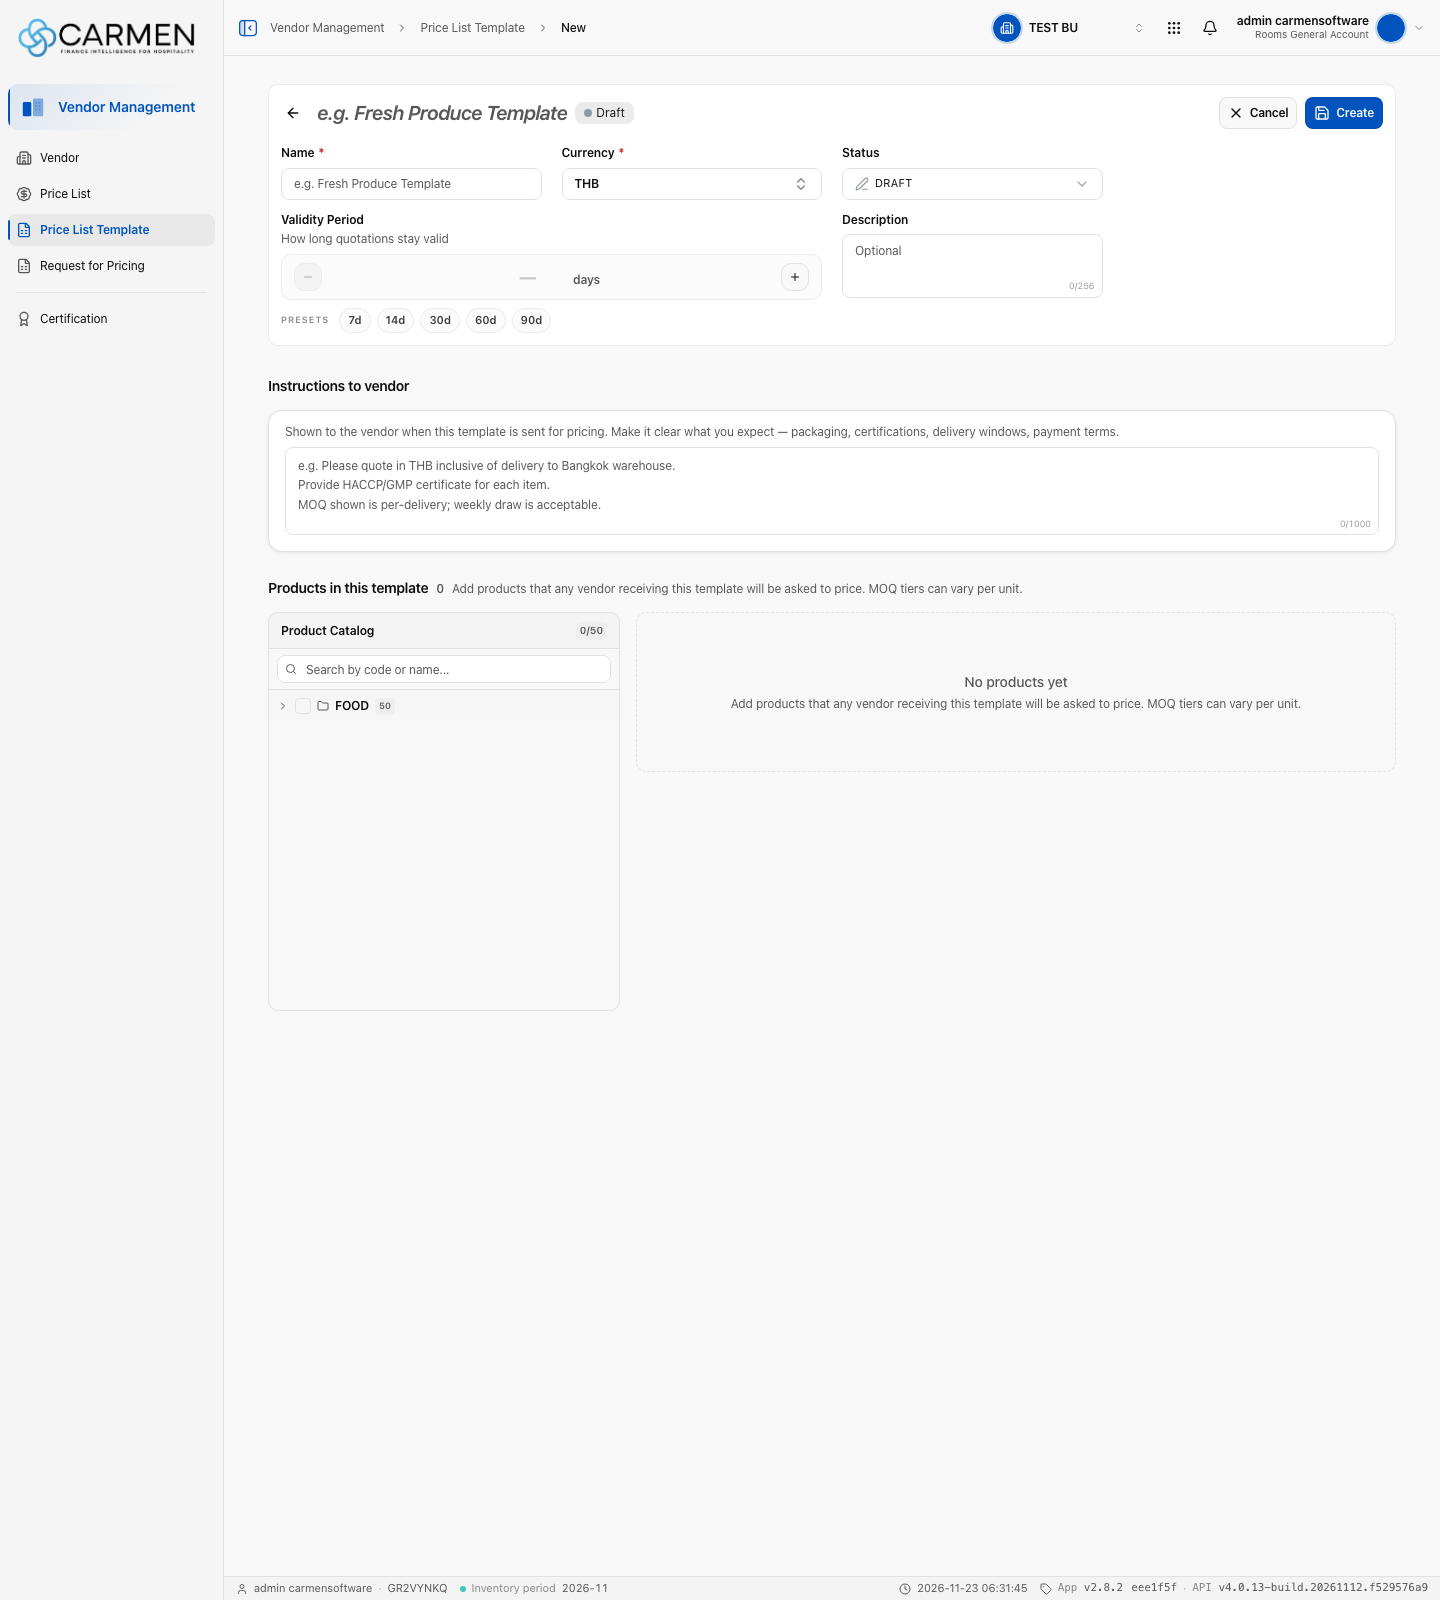 CARMEN
FINANCE INTELLIGENCE FOR HOSPITALITY
Vendor Management
Vendor
Price List
Price List Template
Request for Pricing
Certification
Vendor Management > Price List Template > New
TEST BU
admin carmensoftware
Rooms General Account
e.g. Fresh Produce Template
Draft
Cancel
Create
Name *
e.g. Fresh Produce Template
Currency *
THB
Status
DRAFT
Validity Period
How long quotations stay valid
— days
PRESETS 7d 14d 30d 60d 90d
Description
Optional
0/256
Instructions to vendor
Shown to the vendor when this template is sent for pricing. Make it clear what you expect — packaging, certifications, delivery windows, payment terms.
e.g. Please quote in THB inclusive of delivery to Bangkok warehouse.
Provide HACCP/GMP certificate for each item.
MOQ shown is per-delivery; weekly draw is acceptable.
0/1000
Products in this template 0 Add products that any vendor receiving this template will be asked to price. MOQ tiers can vary per unit.
Product Catalog 0/50
Search by code or name...
FOOD 50
No products yet
Add products that any vendor receiving this template will be asked to price. MOQ tiers can vary per unit.
admin carmensoftware · GR2VYNKQ Inventory period 2026-11
2026-11-23 06:31:45 App v2.8.2 eee1f5f · API v4.0.13-build.20261112.f529576a9